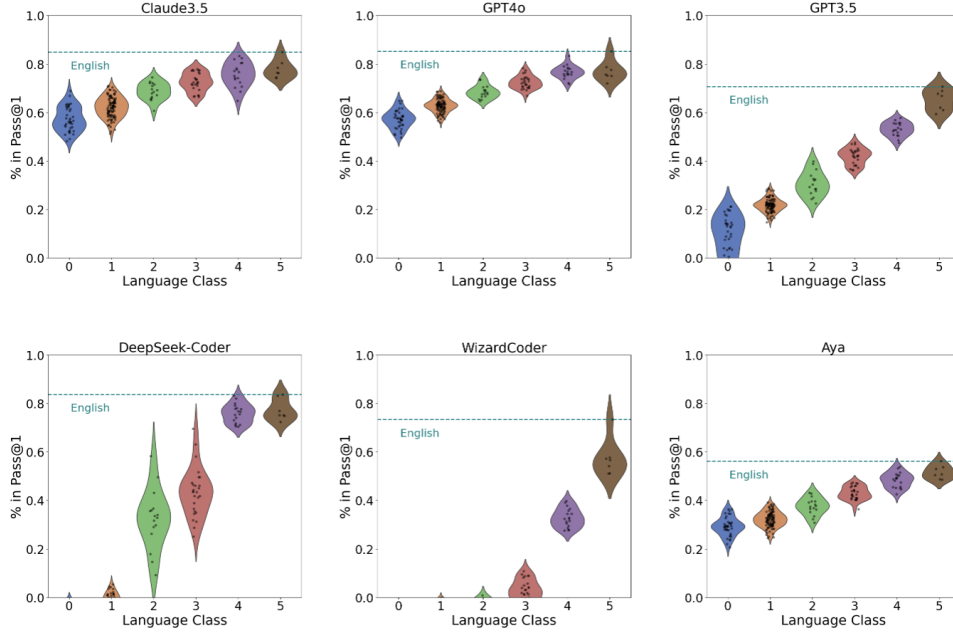 Claude3.5
% in Pass@1
1.0
0.8
0.6
0.4
0.2
0.0
English
0 1 2 3 4 5
Language Class
GPT4o
% in Pass@1
1.0
0.8
0.6
0.4
0.2
0.0
English
0 1 2 3 4 5
Language Class
GPT3.5
% in Pass@1
1.0
0.8
0.6
0.4
0.2
0.0
English
0 1 2 3 4 5
Language Class
DeepSeek-Coder
% in Pass@1
1.0
0.8
0.6
0.4
0.2
0.0
English
0 1 2 3 4 5
Language Class
WizardCoder
% in Pass@1
1.0
0.8
0.6
0.4
0.2
0.0
English
0 1 2 3 4 5
Language Class
Aya
% in Pass@1
1.0
0.8
0.6
0.4
0.2
0.0
English
0 1 2 3 4 5
Language Class